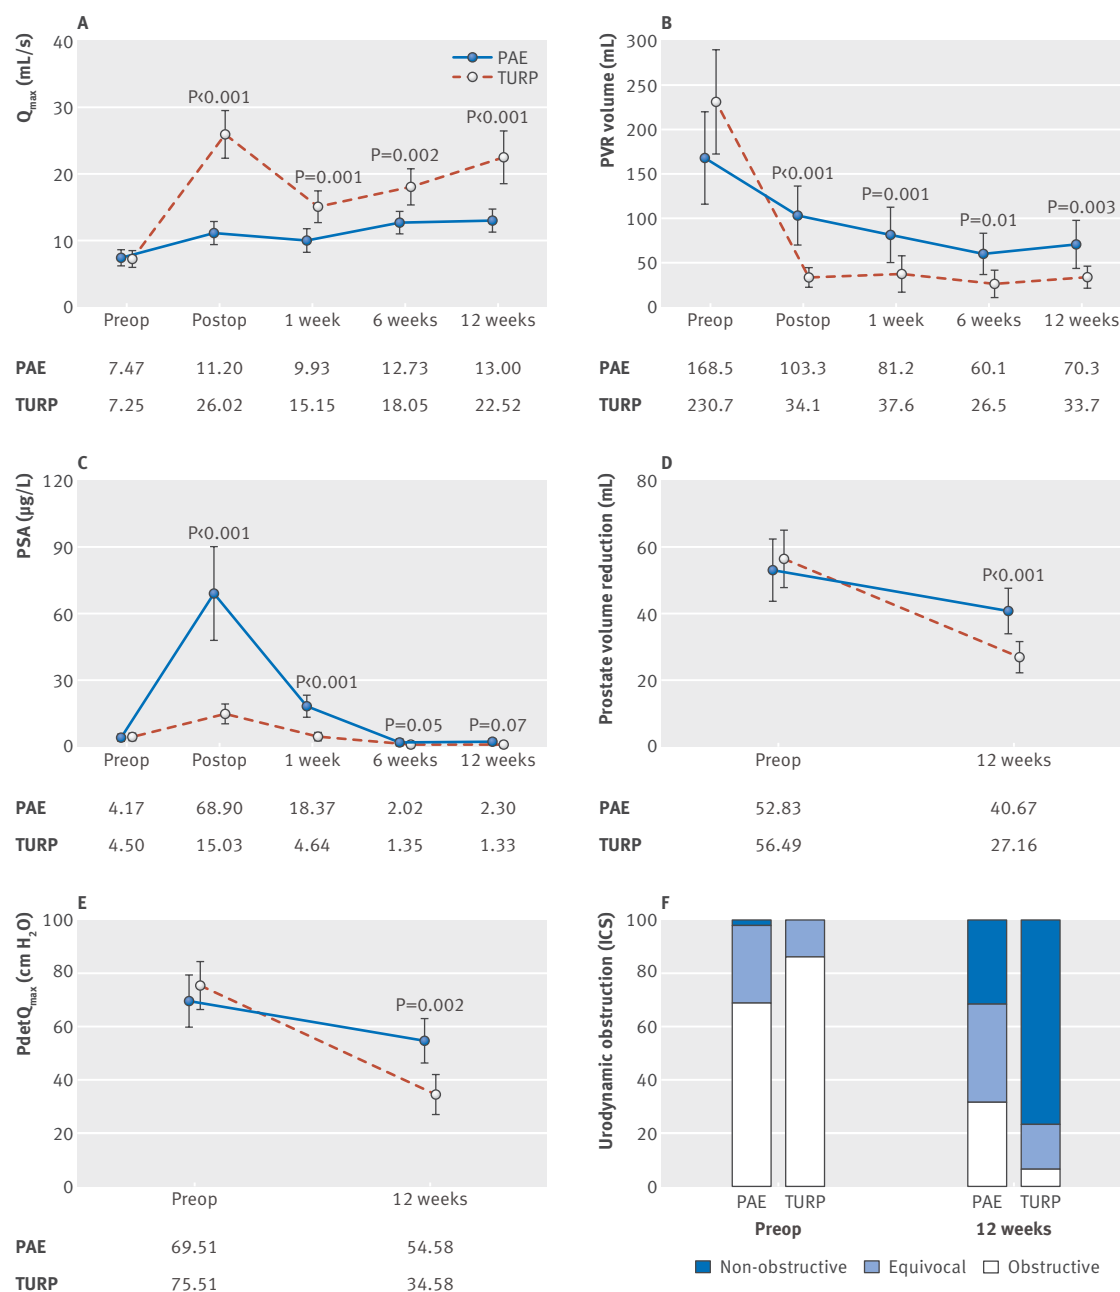 A
Q max (mL/s)
40
30
20
10
0
PAE
TURP
P<0.001
P=0.001
P=0.002
P<0.001
Preop Postop 1 week 6 weeks 12 weeks
PAE 7.47 11.20 9.93 12.73 13.00
TURP 7.25 26.02 15.15 18.05 22.52
B
PVR volume (mL)
300
250
200
150
100
50
0
P<0.001
P=0.001
P=0.01
P=0.003
Preop Postop 1 week 6 weeks 12 weeks
PAE 168.5 103.3 81.2 60.1 70.3
TURP 230.7 34.1 37.6 26.5 33.7
C
PSA (µg/L)
120
90
60
30
0
P<0.001
P<0.001
P=0.05
P=0.07
Preop Postop 1 week 6 weeks 12 weeks
PAE 4.17 68.90 18.37 2.02 2.30
TURP 4.50 15.03 4.64 1.35 1.33
D
Prostate volume reduction (mL)
80
60
40
20
0
P<0.001
Preop 12 weeks
PAE 52.83 40.67
TURP 56.49 27.16
E
PdetQ max (cm H2O)
100
80
60
40
20
0
P=0.002
Preop 12 weeks
PAE 69.51 54.58
TURP 75.51 34.58
F
Urodynamic obstruction (ICS)
100
80
60
40
20
0
PAE TURP PAE TURP
Preop 12 weeks
Non-obstructive Equivocal Obstructive